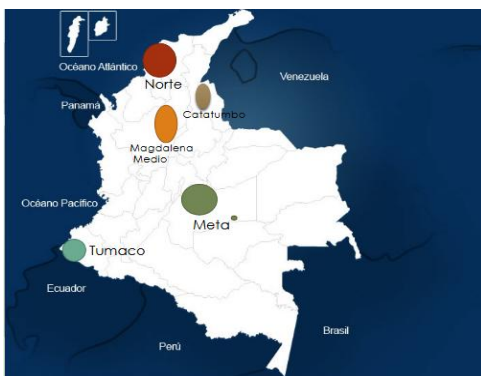 Océano Atlántico
Venezuela
Norte
Panamá
Catatumbo
Magdalena
Medio
Océano Pacífico
Meta
Tumaco
Ecuador
Brasil
Perú